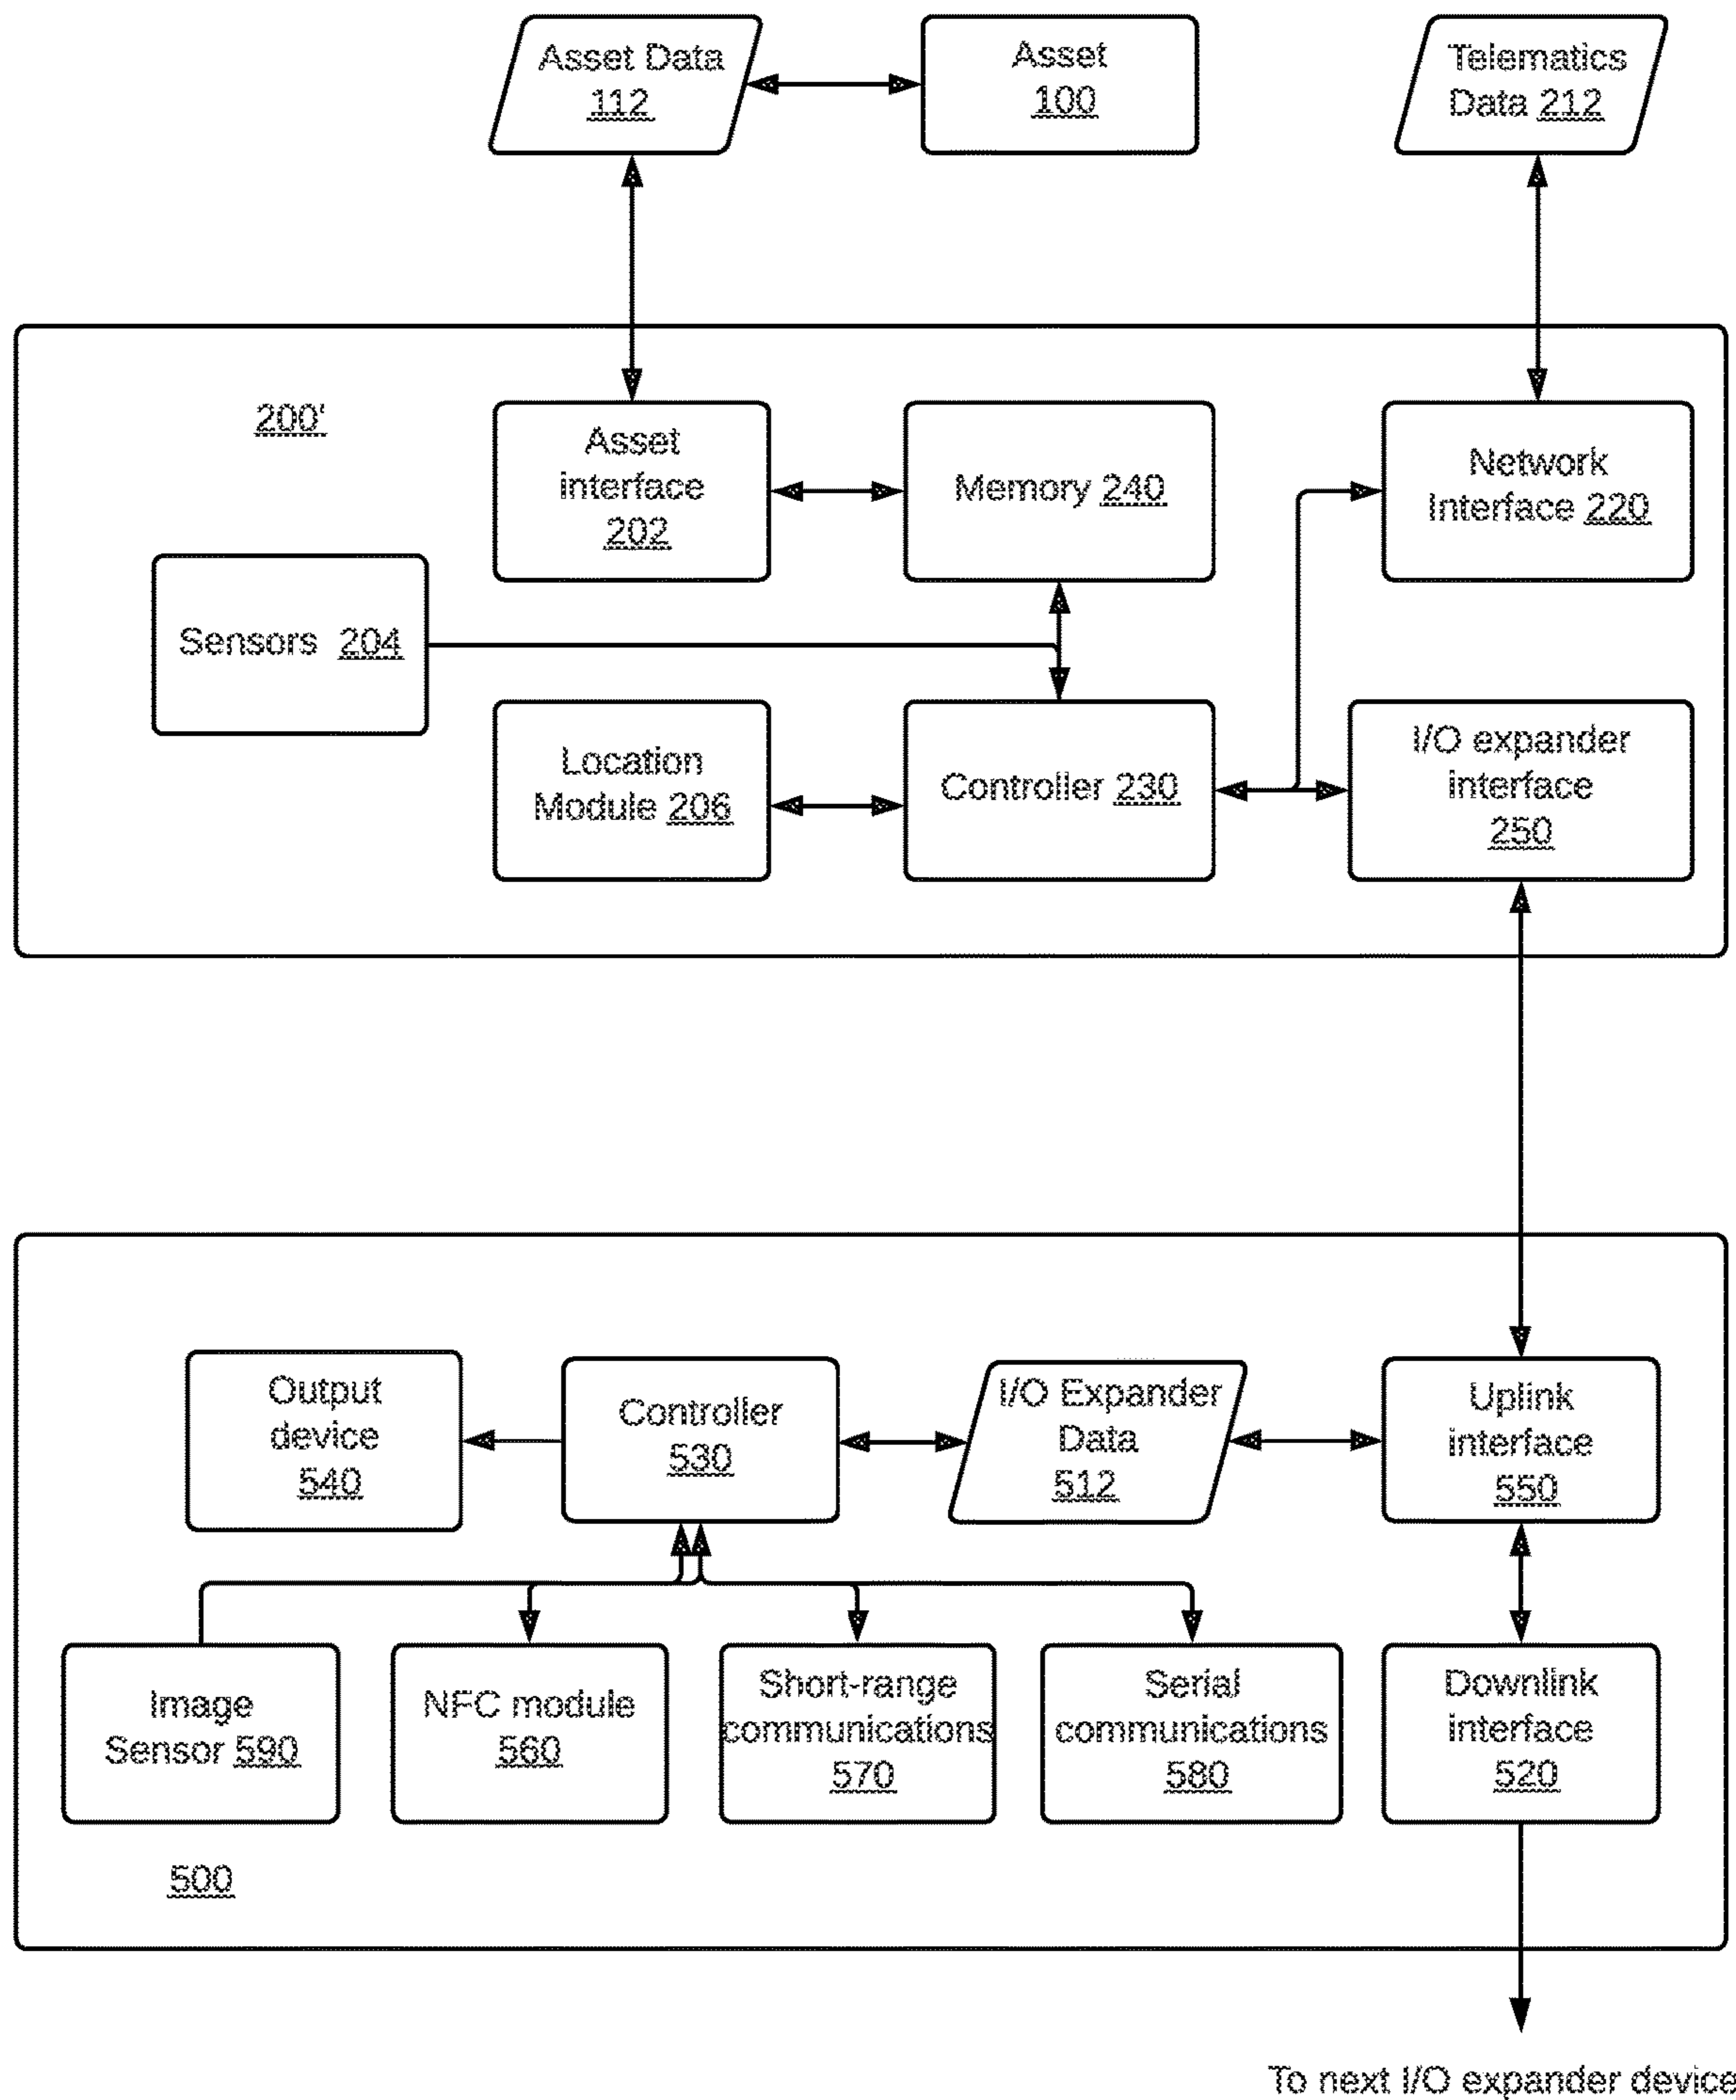 Asset Data
112
Asset
100
Telematics
Data 212
200'
Asset
interface
202
Memory 240
Network
Interface 220
Sensors 204
Location
Module 206
Controller 230
I/O expander
interface
250
Output
device
540
Controller
530
I/O Expander
Data
512
Uplink
interface
550
Image
Sensor 590
NFC module
560
Short-range
communications
570
Serial
communications
580
Downlink
interface
520
500
To next I/O expander device